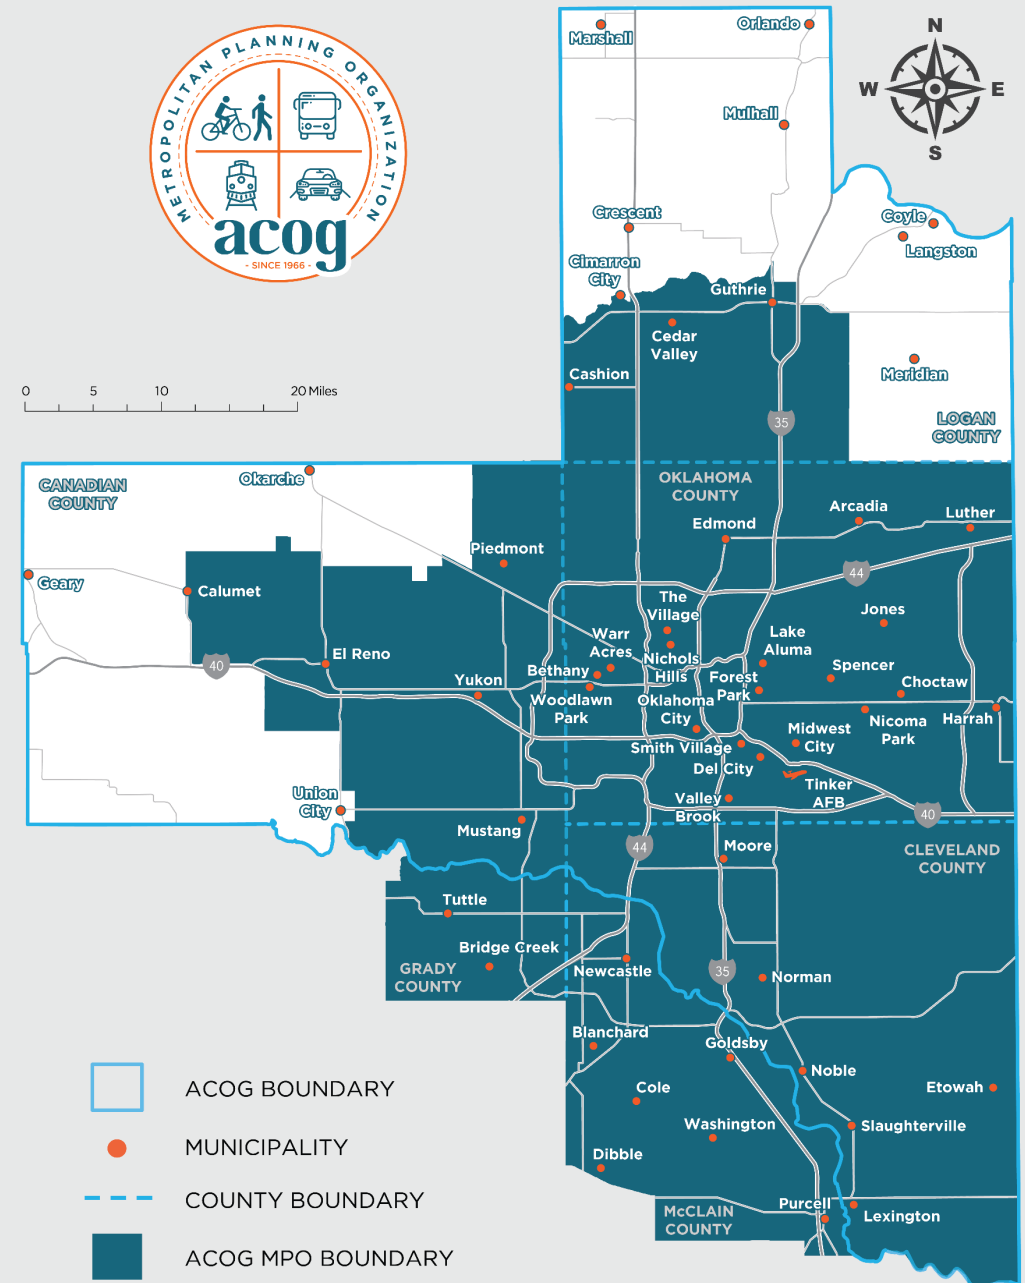 METROPOLITAN PLANNING ORGANIZATION
acog
- SINCE 1966 -
N
W
E
S
Marshall
Orlando
Mulhall
Crescent
Coyle
Langston
Cimarron
City
Guthrie
Cedar
Valley
Meridian
Cashion
0 5 10 20 Miles
35
LOGAN
COUNTY
CANADIAN
COUNTY
Okarche
OKLAHOMA
COUNTY
Edmond
Arcadia
Luther
Piedmont
Geary
Calumet
44
The
Village
Jones
Warr
Acres
Nichols
Hills
Lake
Aluma
El Reno
40
Bethany
Yukon
Woodlawn
Park
Forest
Park
Spencer
Choctaw
Oklahoma
City
Nicoma
Park
Harrah
Midwest
City
Smith Village
Del City
Tinker
AFB
Union
City
Valley
Brook
40
Mustang
44
Moore
CLEVELAND
COUNTY
Tuttle
Bridge Creek
GRADY
COUNTY
Newcastle
35
Norman
Blanchard
Goldsby
Noble
Etowah
Cole
Washington
Slaughterville
Dibble
Purcell
Lexington
McCLAIN
COUNTY
ACOG BOUNDARY
MUNICIPALITY
COUNTY BOUNDARY
ACOG MPO BOUNDARY